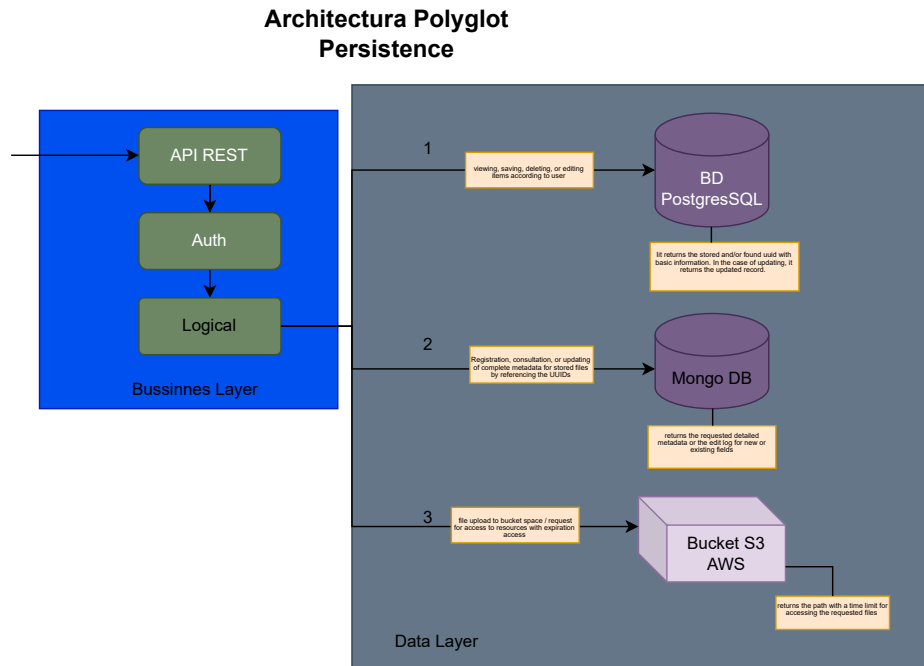 Architectura Polyglot
Persistence
API REST
Auth
Logical
Bussinnes Layer
1
viewing, saving, deleting, or editing
items according to user
BD
PostgresSQL
Iit returns the stored and/or found uuid with
basic information. In the case of updating, it
returns the updated record.
2
Registration, consultation, or updating
of complete metadata for stored files
by referencing the UUIDs
Mongo DB
returns the requested detailed
metadata or the edit log for new or
existing fields
3
file upload to bucket space / request
for access to resources with expiration
access
Bucket S3
AWS
returns the path with a time limit for
accessing the requested files
Data Layer